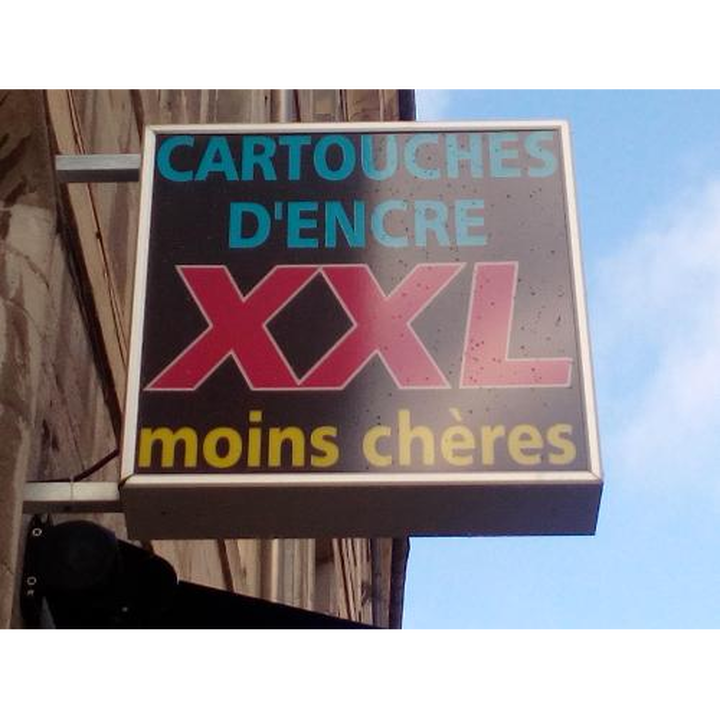 CARTOUCHES
D'ENCRE
XXL
moins chères